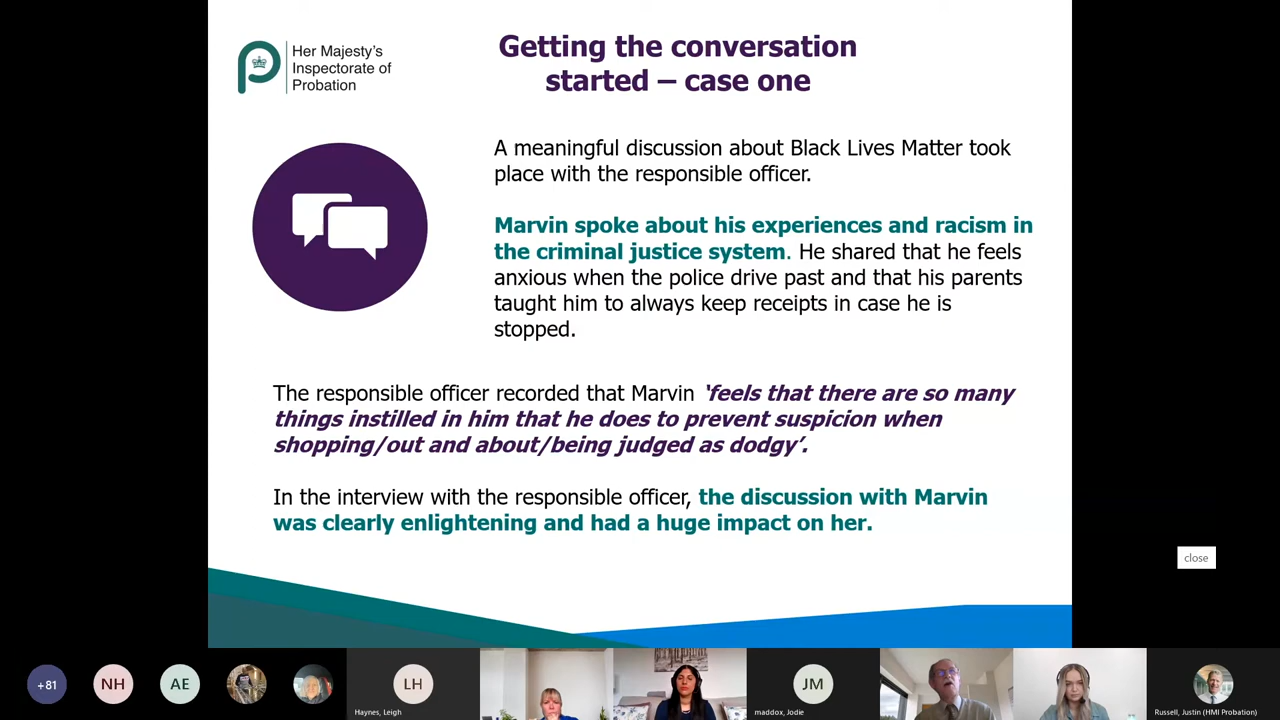 Her Majesty's
Inspectorate of
Probation
Getting the conversation
started – case one
A meaningful discussion about Black Lives Matter took
place with the responsible officer.
Marvin spoke about his experiences and racism in
the criminal justice system. He shared that he feels
anxious when the police drive past and that his parents
taught him to always keep receipts in case he is
stopped.
The responsible officer recorded that Marvin ‘feels that there are so many
things instilled in him that he does to prevent suspicion when
shopping/out and about/being judged as dodgy’.
In the interview with the responsible officer, the discussion with Marvin
was clearly enlightening and had a huge impact on her.
close
+81
NH
AE
LH
JM
Haynes, Leigh
maddox, Jodie
Russell, Justin (HMI Probation)